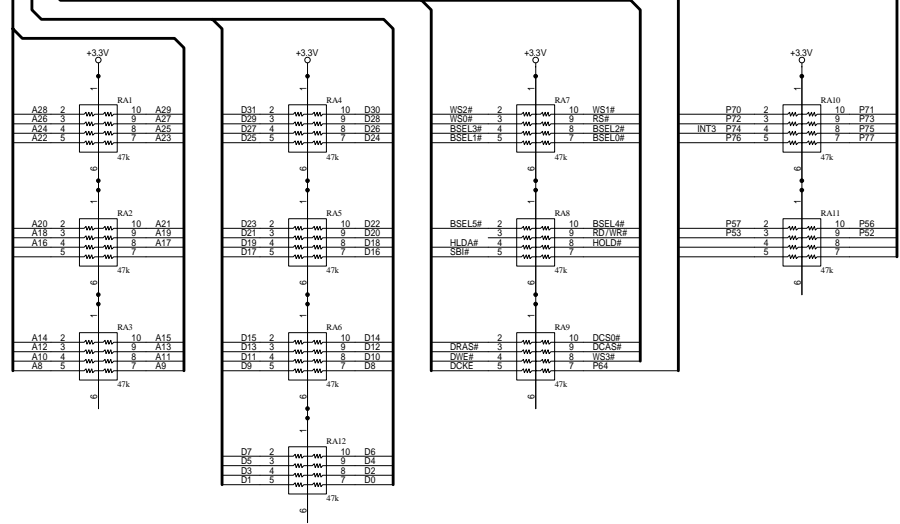 +3.3V +3.3V +3.3V +3.3V
1 1 1 1
RA1 RA4 RA7 RA10
A28 2 10 A29 D31 2 10 D30 WS2# 2 10 WS1# P70 2 10 P71
A26 3 9 A27 D29 3 9 D28 WS0# 3 9 RS# P72 3 9 P73
A24 4 8 A25 D27 4 8 D26 BSEL3# 4 8 BSEL2# INT3 P74 4 8 P75
A22 5 7 A23 D25 5 7 D24 BSEL1# 5 7 BSEL0# P76 5 7 P77
47k 47k 47k 47k
6 6 6 6
1 1 1 1
RA2 RA5 RA8 RA11
A20 2 10 A21 D23 2 10 D22 BSEL5# 2 10 BSEL4# P57 2 10 P56
A18 3 9 A19 D21 3 9 D20 3 9 RD/WR# P53 3 9 P52
A16 4 8 A17 D19 4 8 D18 HLDA# 4 8 HOLD# 4 8
5 7 D17 5 7 D16 SBI# 5 7 5 7
47k 47k 47k 47k
6 6 6 6
1 1 1
RA3 RA6 RA9
A14 2 10 A15 D15 2 10 D14 2 10 DCS0#
A12 3 9 A13 D13 3 9 D12 DRAS# 3 9 DCAS#
A10 4 8 A11 D11 4 8 D10 DWE# 4 8 WS3#
A8 5 7 A9 D9 5 7 D8 DCKE 5 7 P64
47k 47k 47k
6 6 6
1
RA12
D7 2 10 D6
D5 3 9 D4
D3 4 8 D2
D1 5 7 D0
47k
6